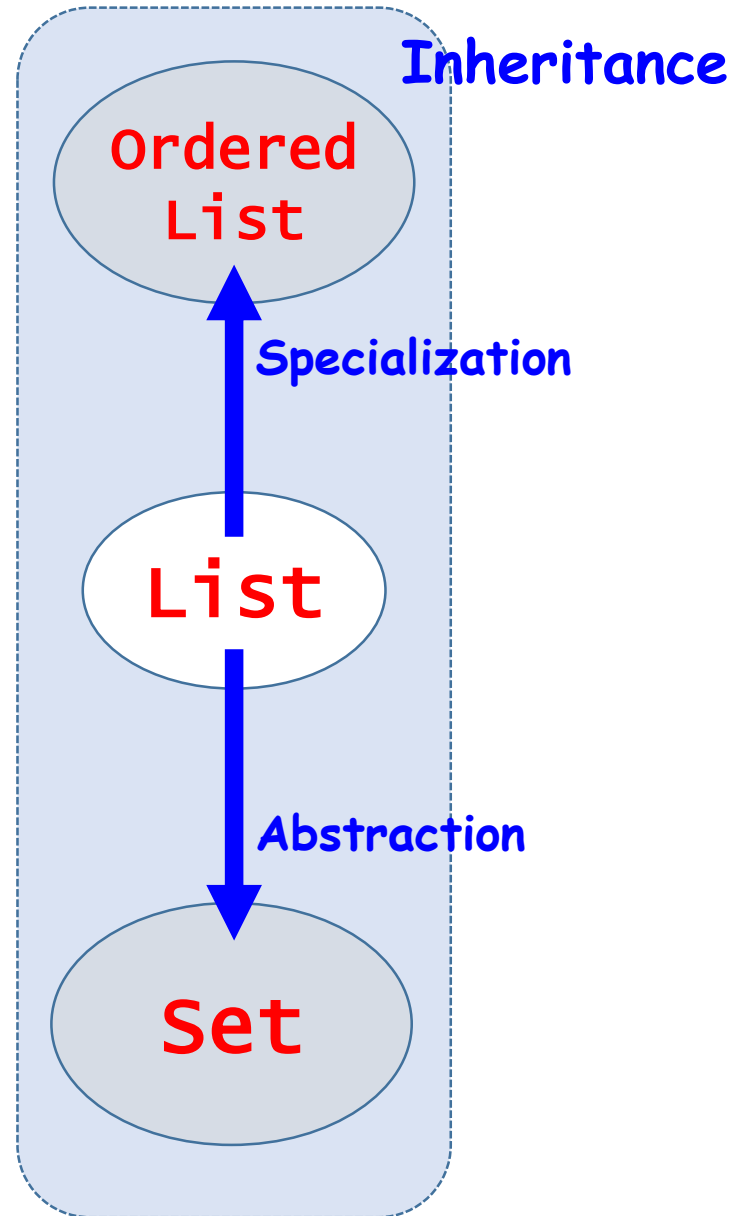 Inheritance
Ordered
List
Specialization
List
Abstraction
Set